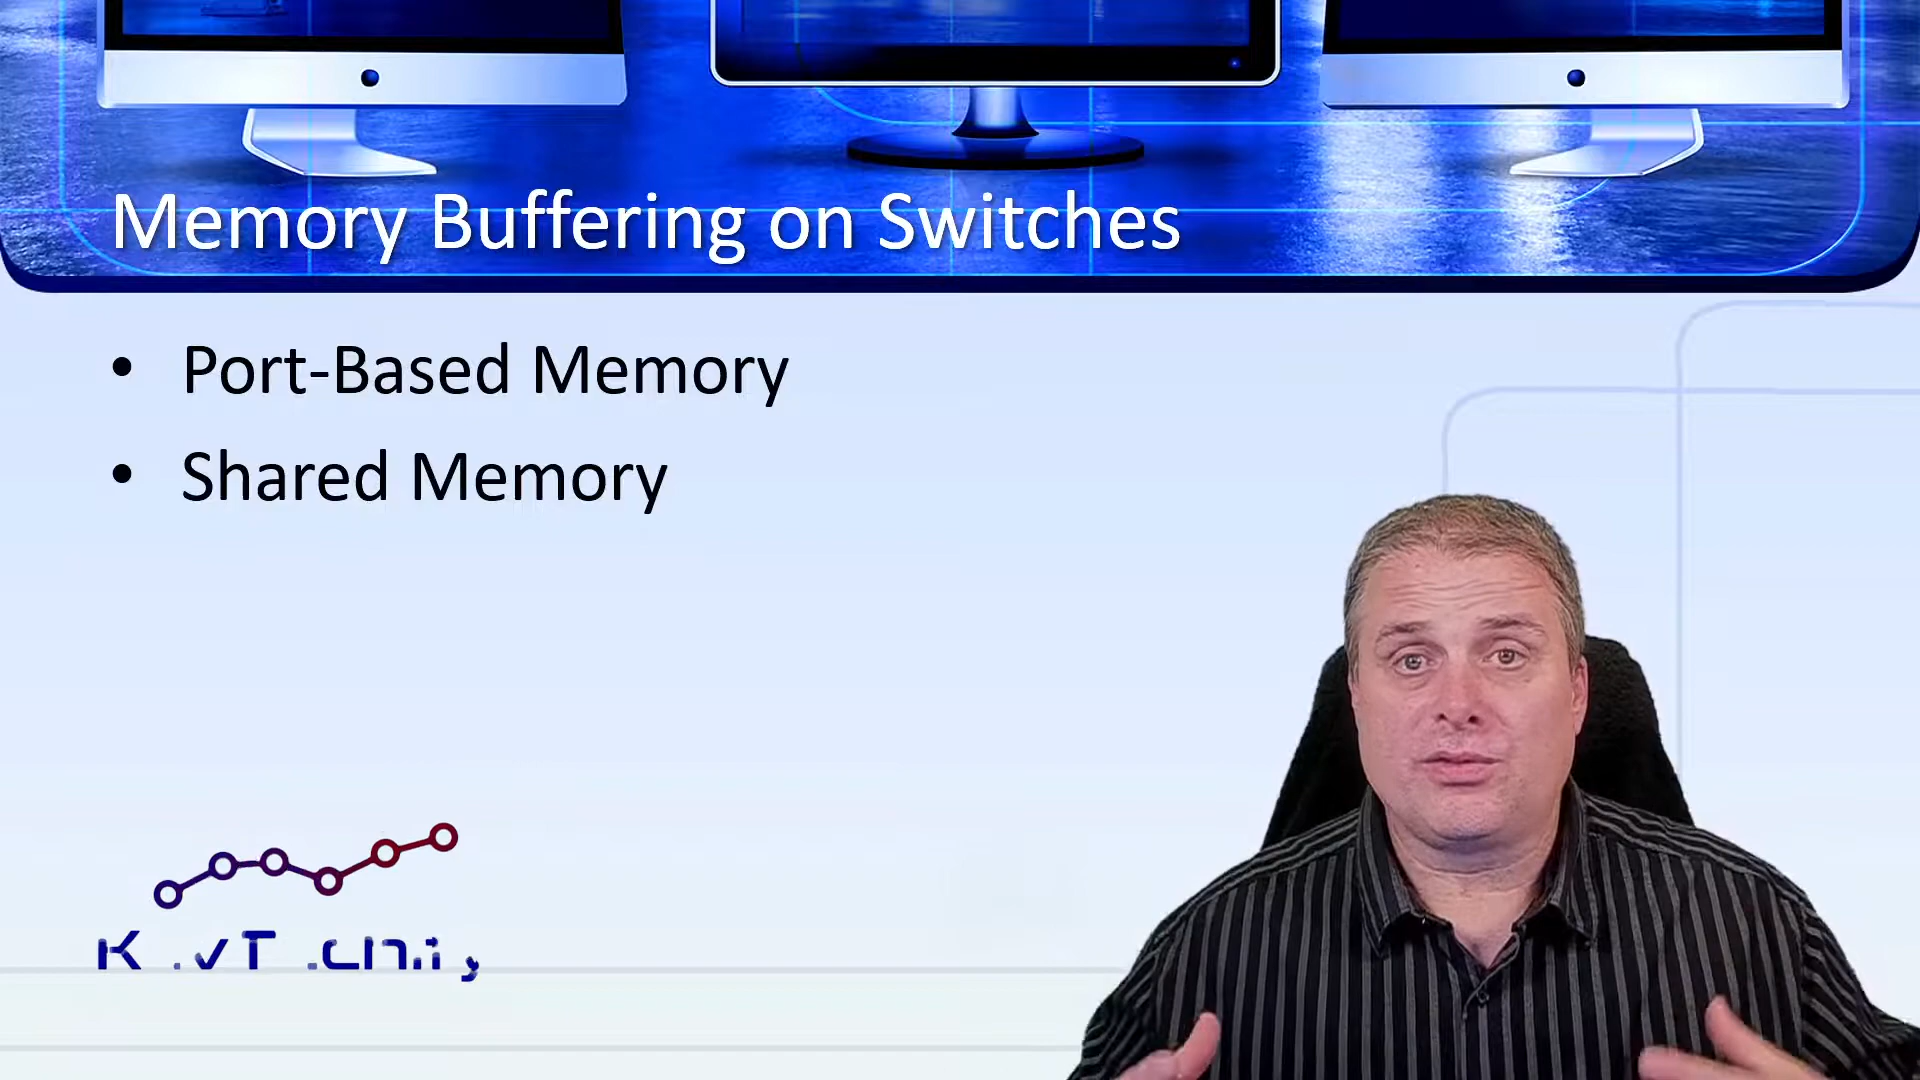 Memory Buffering on Switches
• Port-Based Memory
• Shared Memory